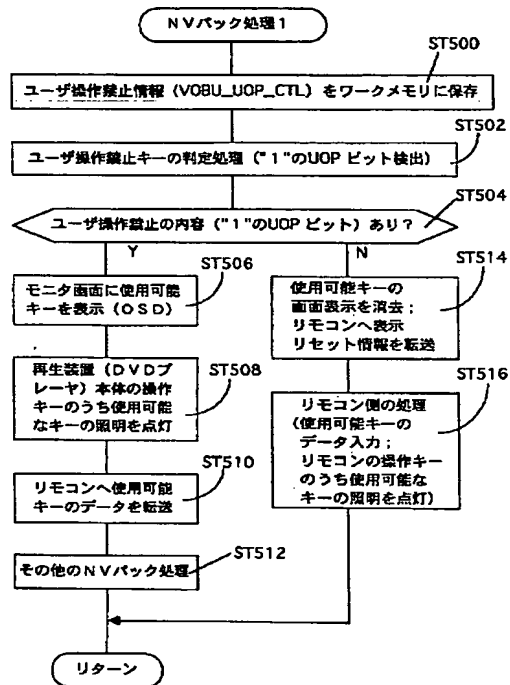 NVパック処理1
ST500
ユーザ操作禁止情報(VOBU_UOP_CTL)をワークメモリに保存
ST502
ユーザ操作禁止キーの判定処理("1"のUOP ビット検出)
ST504
ユーザ操作禁止の内容("1"のUOP ビット)あり?
Y
N
ST506
モニタ画面に使用可能
キーを表示(OSD)
ST508
再生装置(DVDプ
レーヤ)本体の操作
キーのうち使用可能
なキーの照明を点灯
ST510
リモコンへ使用可能
キーのデータを転送
ST512
その他のNVパック処理
ST514
使用可能キーの
画面表示を消去;
リモコンへ表示
リセット情報を転送
ST516
リモコン側の処理
(使用可能キーの
データ入力;
リモコンの操作キー
のうち使用可能な
キーの照明を点灯)
リターン